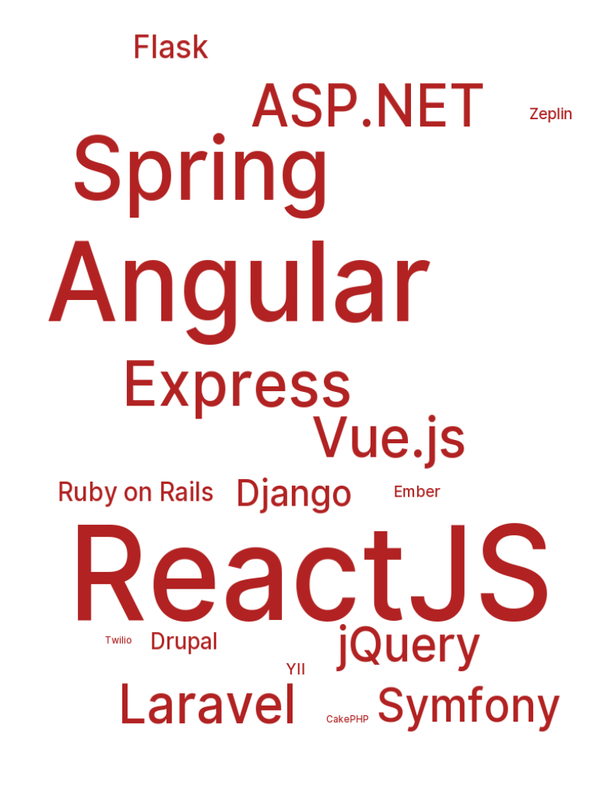 Flask
ASP.NET
Zeplin
Spring
Angular
Express
Vue.js
Ruby on Rails
Django
Ember
ReactJS
Twilio
Drupal
jQuery
YII
Laravel
CakePHP
Symfony